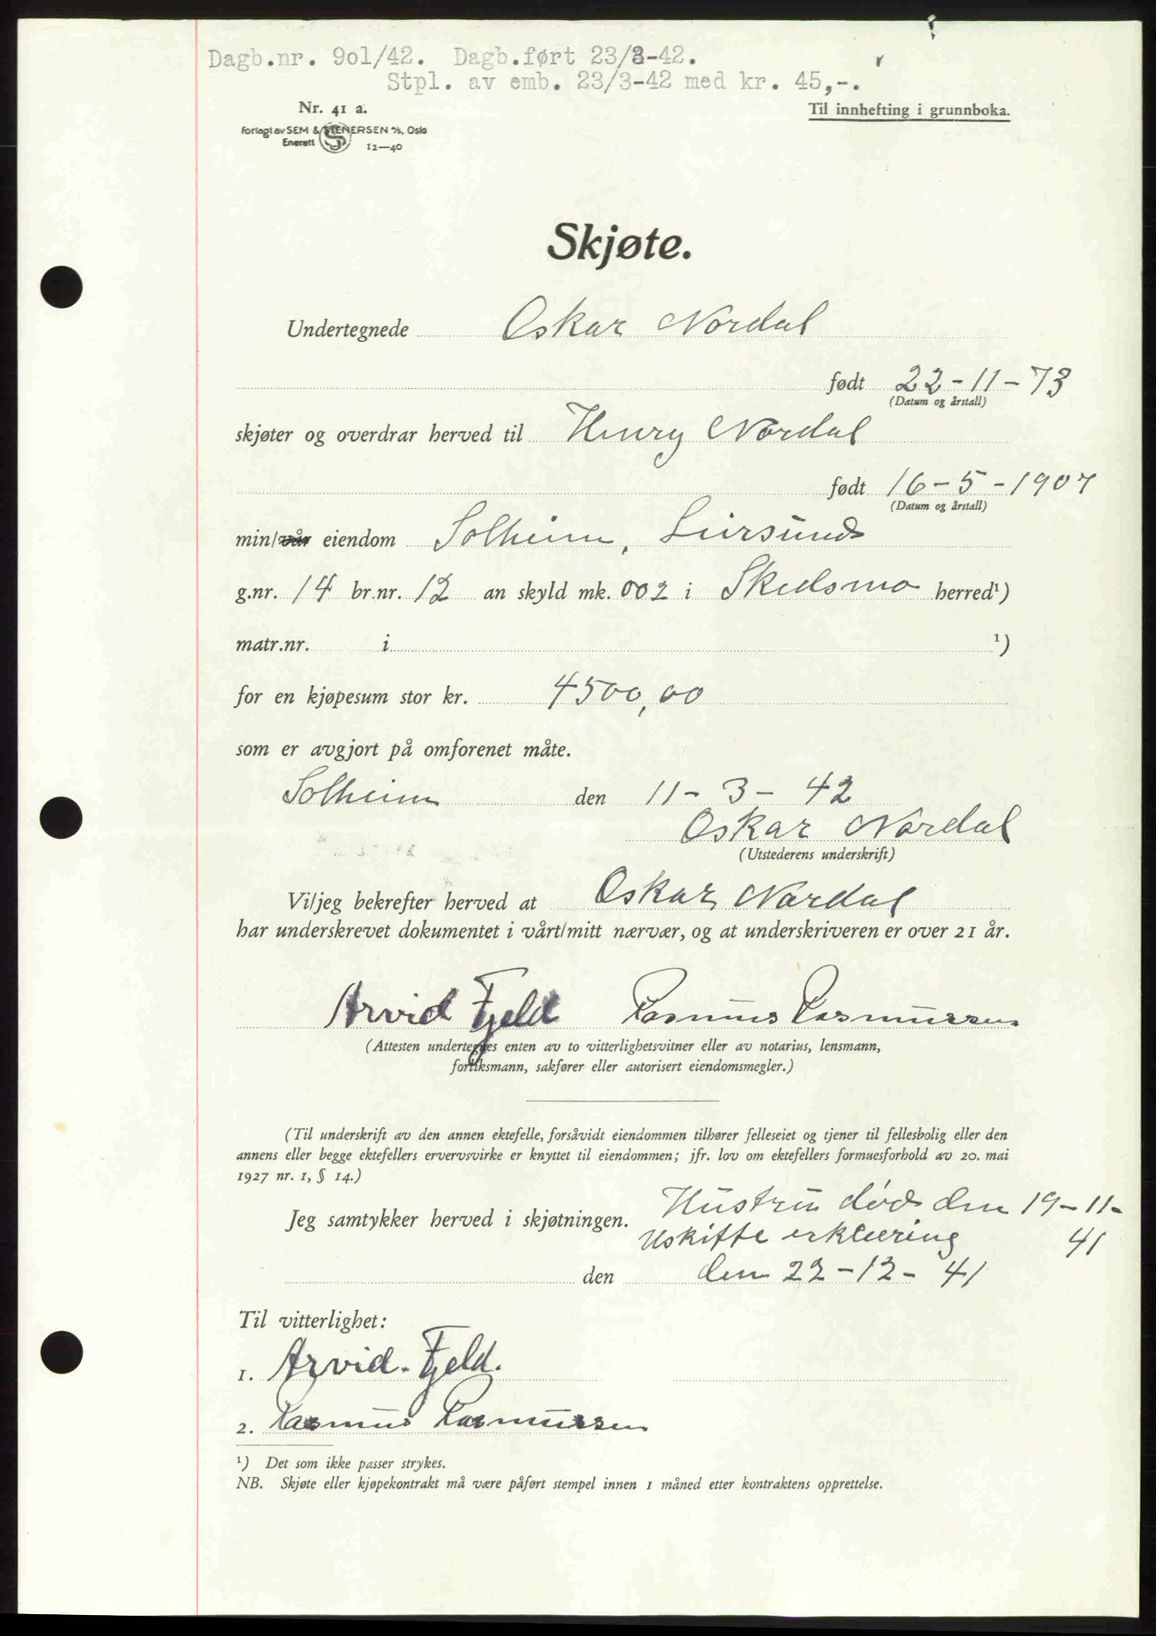 Dagb.nr. 9ol/42. Dagb.ført 23/3-42.
Stpl. av emb. 23/3-42 med kr. 45,-.
Nr. 41 a.
Til innhefting i grunnboka.
Forlagt av SEM & STENERSEN A/S, Oslo
Enerett
12—40
Skjøte.
Undertegnede Oskar Nordal
født 22-11-73
(Datum og årstall)
skjøter og overdrar herved til Henry Nordal
født 16-5-1907
(Datum og årstall)
min/vår eiendom Solheim, Lirsund
g.nr. 14 br.nr. 12 an skyld mk. 002 i Skedsmo herred¹)
matr.nr. i ¹)
for en kjøpesum stor kr. 4500,00
som er avgjort på omforenet måte.
Solheim den 11-3-42
Oskar Nordal
(Utstederens underskrift)
Vi/jeg bekrefter herved at Oskar Nordal
har underskrevet dokumentet i vårt/mitt nærvær, og at underskriveren er over 21 år.
Arvid Fjeld Rasmus Rasmussen
(Attesten undertegnes enten av to vitterlighetsvitner eller av notarius, lensmann,
forliksmann, sakfører eller autorisert eiendomsmegler.)
(Til underskrift av den annen ektefelle, forsåvidt eiendommen tilhører felleseiet og tjener til fellesbolig eller den
annens eller begge ektefellers ervervsvirke er knyttet til eiendommen; jfr. lov om ektefellers formuesforhold av 20. mai
1927 nr. 1, § 14.)
Hustru død den 19-11-
Jeg samtykker herved i skjøtningen.
Uskifte erklæring 41
den den 22-12-41
Til vitterlighet:
1. Arvid. Fjeld.
2. Rasmus Rasmussen
¹) Det som ikke passer strykes.
NB. Skjøte eller kjøpekontrakt må være påført stempel innen 1 måned etter kontraktens opprettelse.